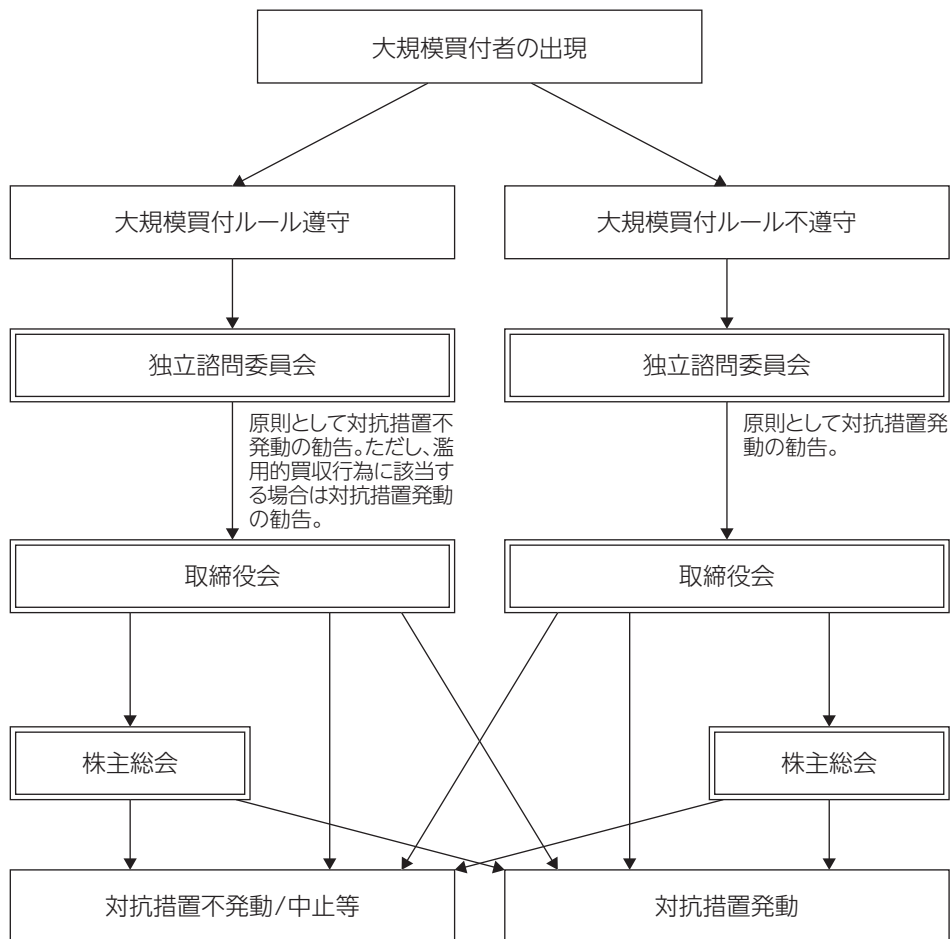 大規模買付者の出現
大規模買付ルール遵守
大規模買付ルール不遵守
独立諮問委員会
独立諮問委員会
原則として対抗措置不
発動の勧告。ただし、濫
用的買収行為に該当す
る場合は対抗措置発動
の勧告。
原則として対抗措置発
動の勧告。
取締役会
取締役会
株主総会
株主総会
対抗措置不発動/中止等
対抗措置発動